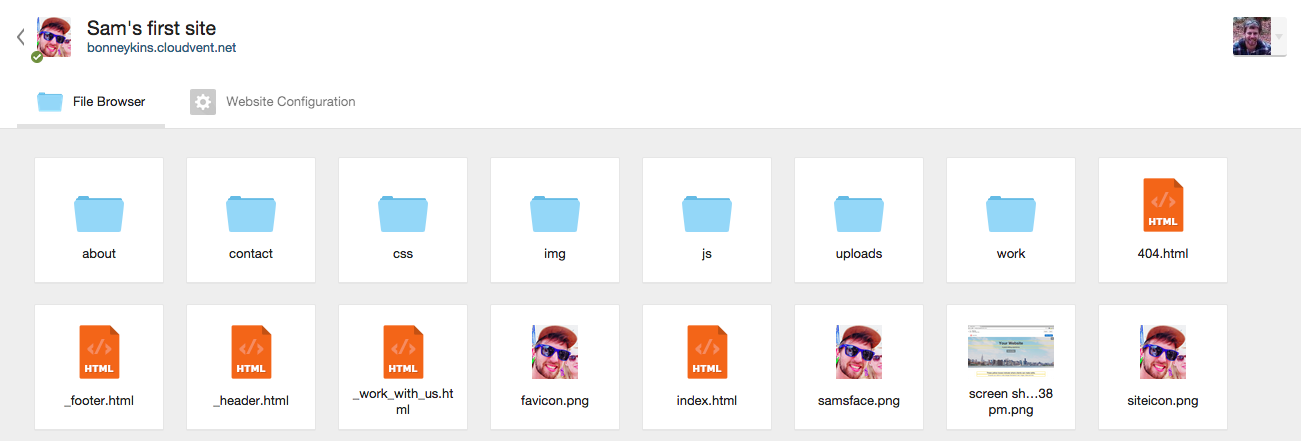 Sam's first site
bonneykins.cloudvent.net
File Browser
Website Configuration
about
contact
css
img
js
uploads
work
HTML
404.html
HTML
_footer.html
HTML
_header.html
HTML
_work_with_us.ht
ml
favicon.png
HTML
index.html
samsface.png
Your Website
screen sh...38
pm.png
siteicon.png